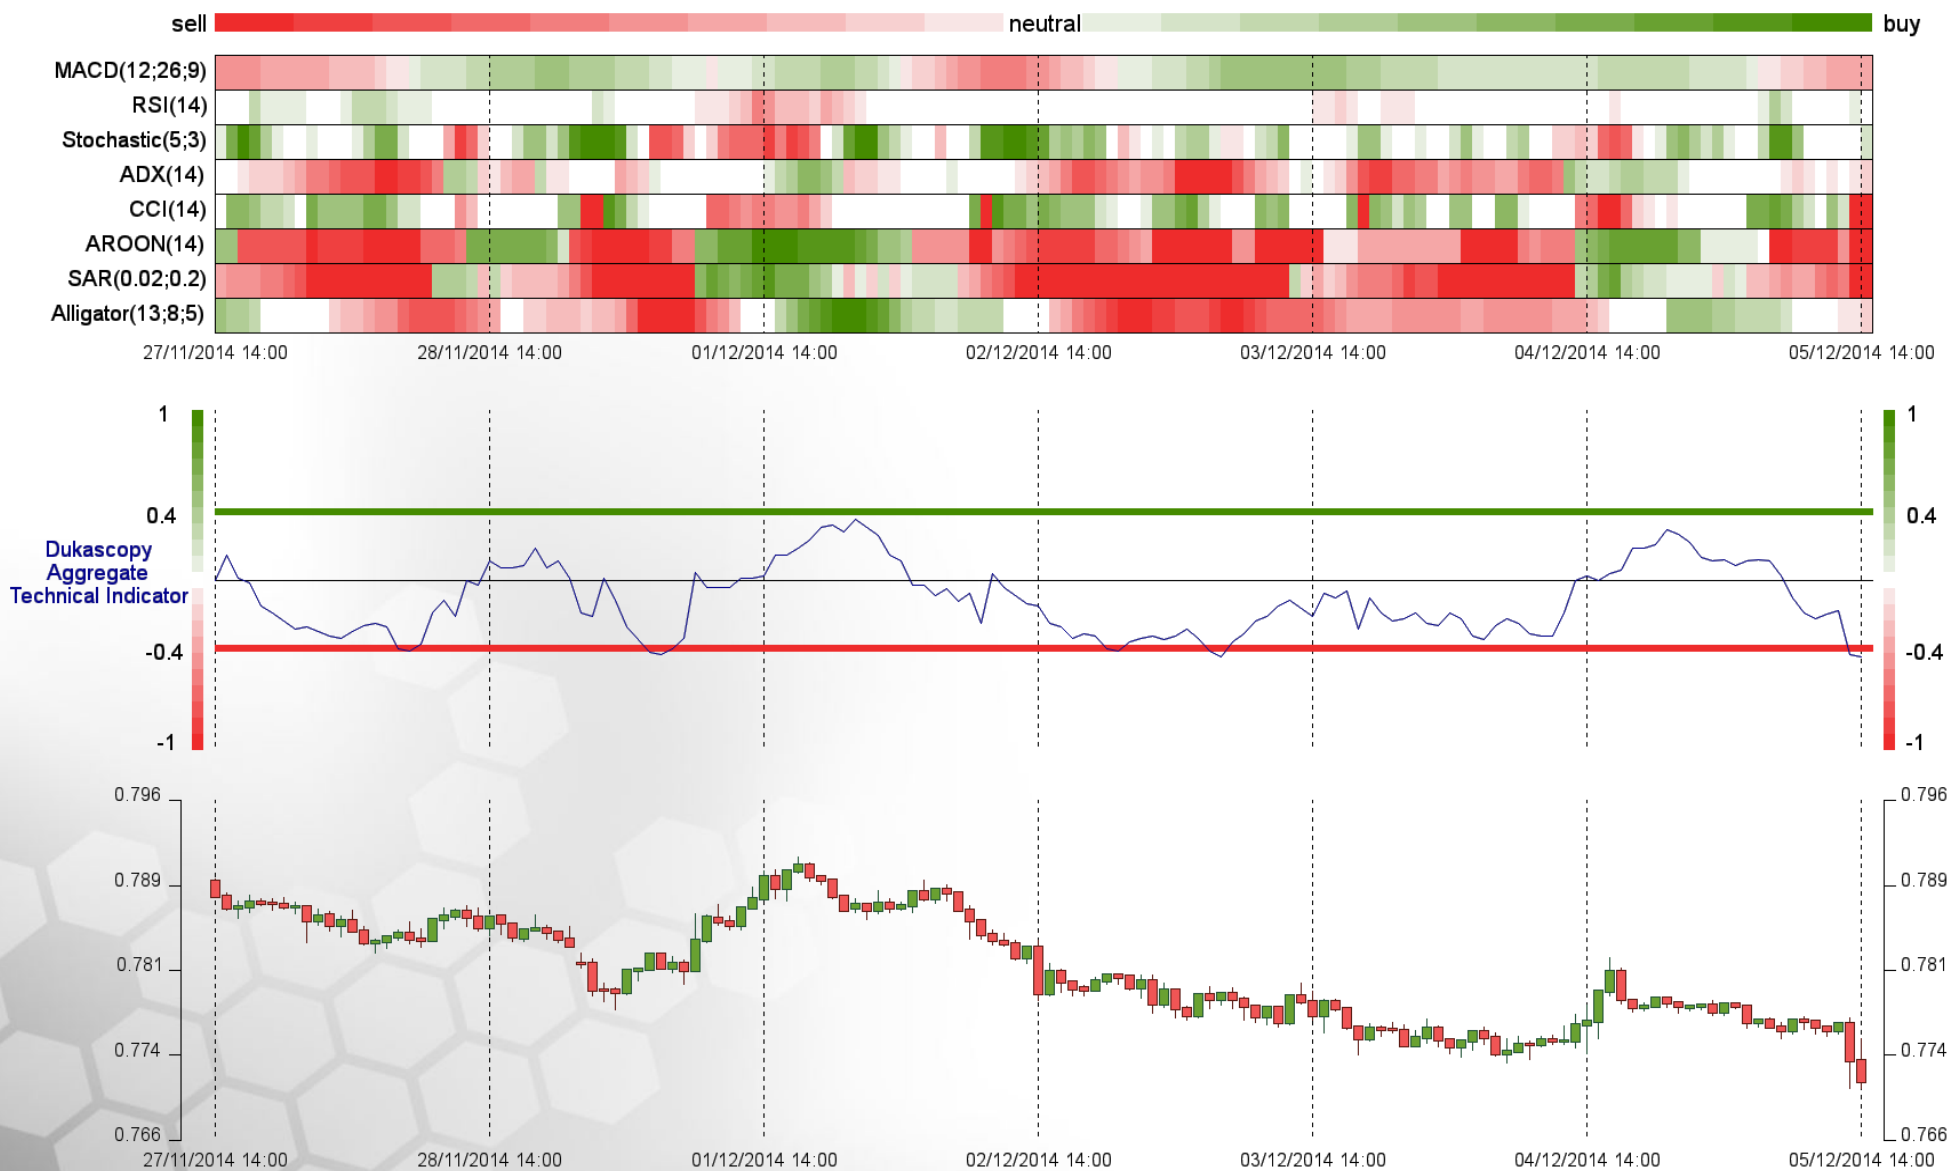 sell neutral buy
MACD(12;26;9)
RSI(14)
Stochastic(5;3)
ADX(14)
CCI(14)
AROON(14)
SAR(0.02;0.2)
Alligator(13;8;5)
27/11/2014 14:00 28/11/2014 14:00 01/12/2014 14:00 02/12/2014 14:00 03/12/2014 14:00 04/12/2014 14:00 05/12/2014 14:00
1 1
0.4 0.4
Dukascopy
Aggregate
Technical Indicator
-0.4 -0.4
-1 -1
0.796 0.796
0.789 0.789
0.781 0.781
0.774 0.774
0.766 0.766
27/11/2014 14:00 28/11/2014 14:00 01/12/2014 14:00 02/12/2014 14:00 03/12/2014 14:00 04/12/2014 14:00 05/12/2014 14:00